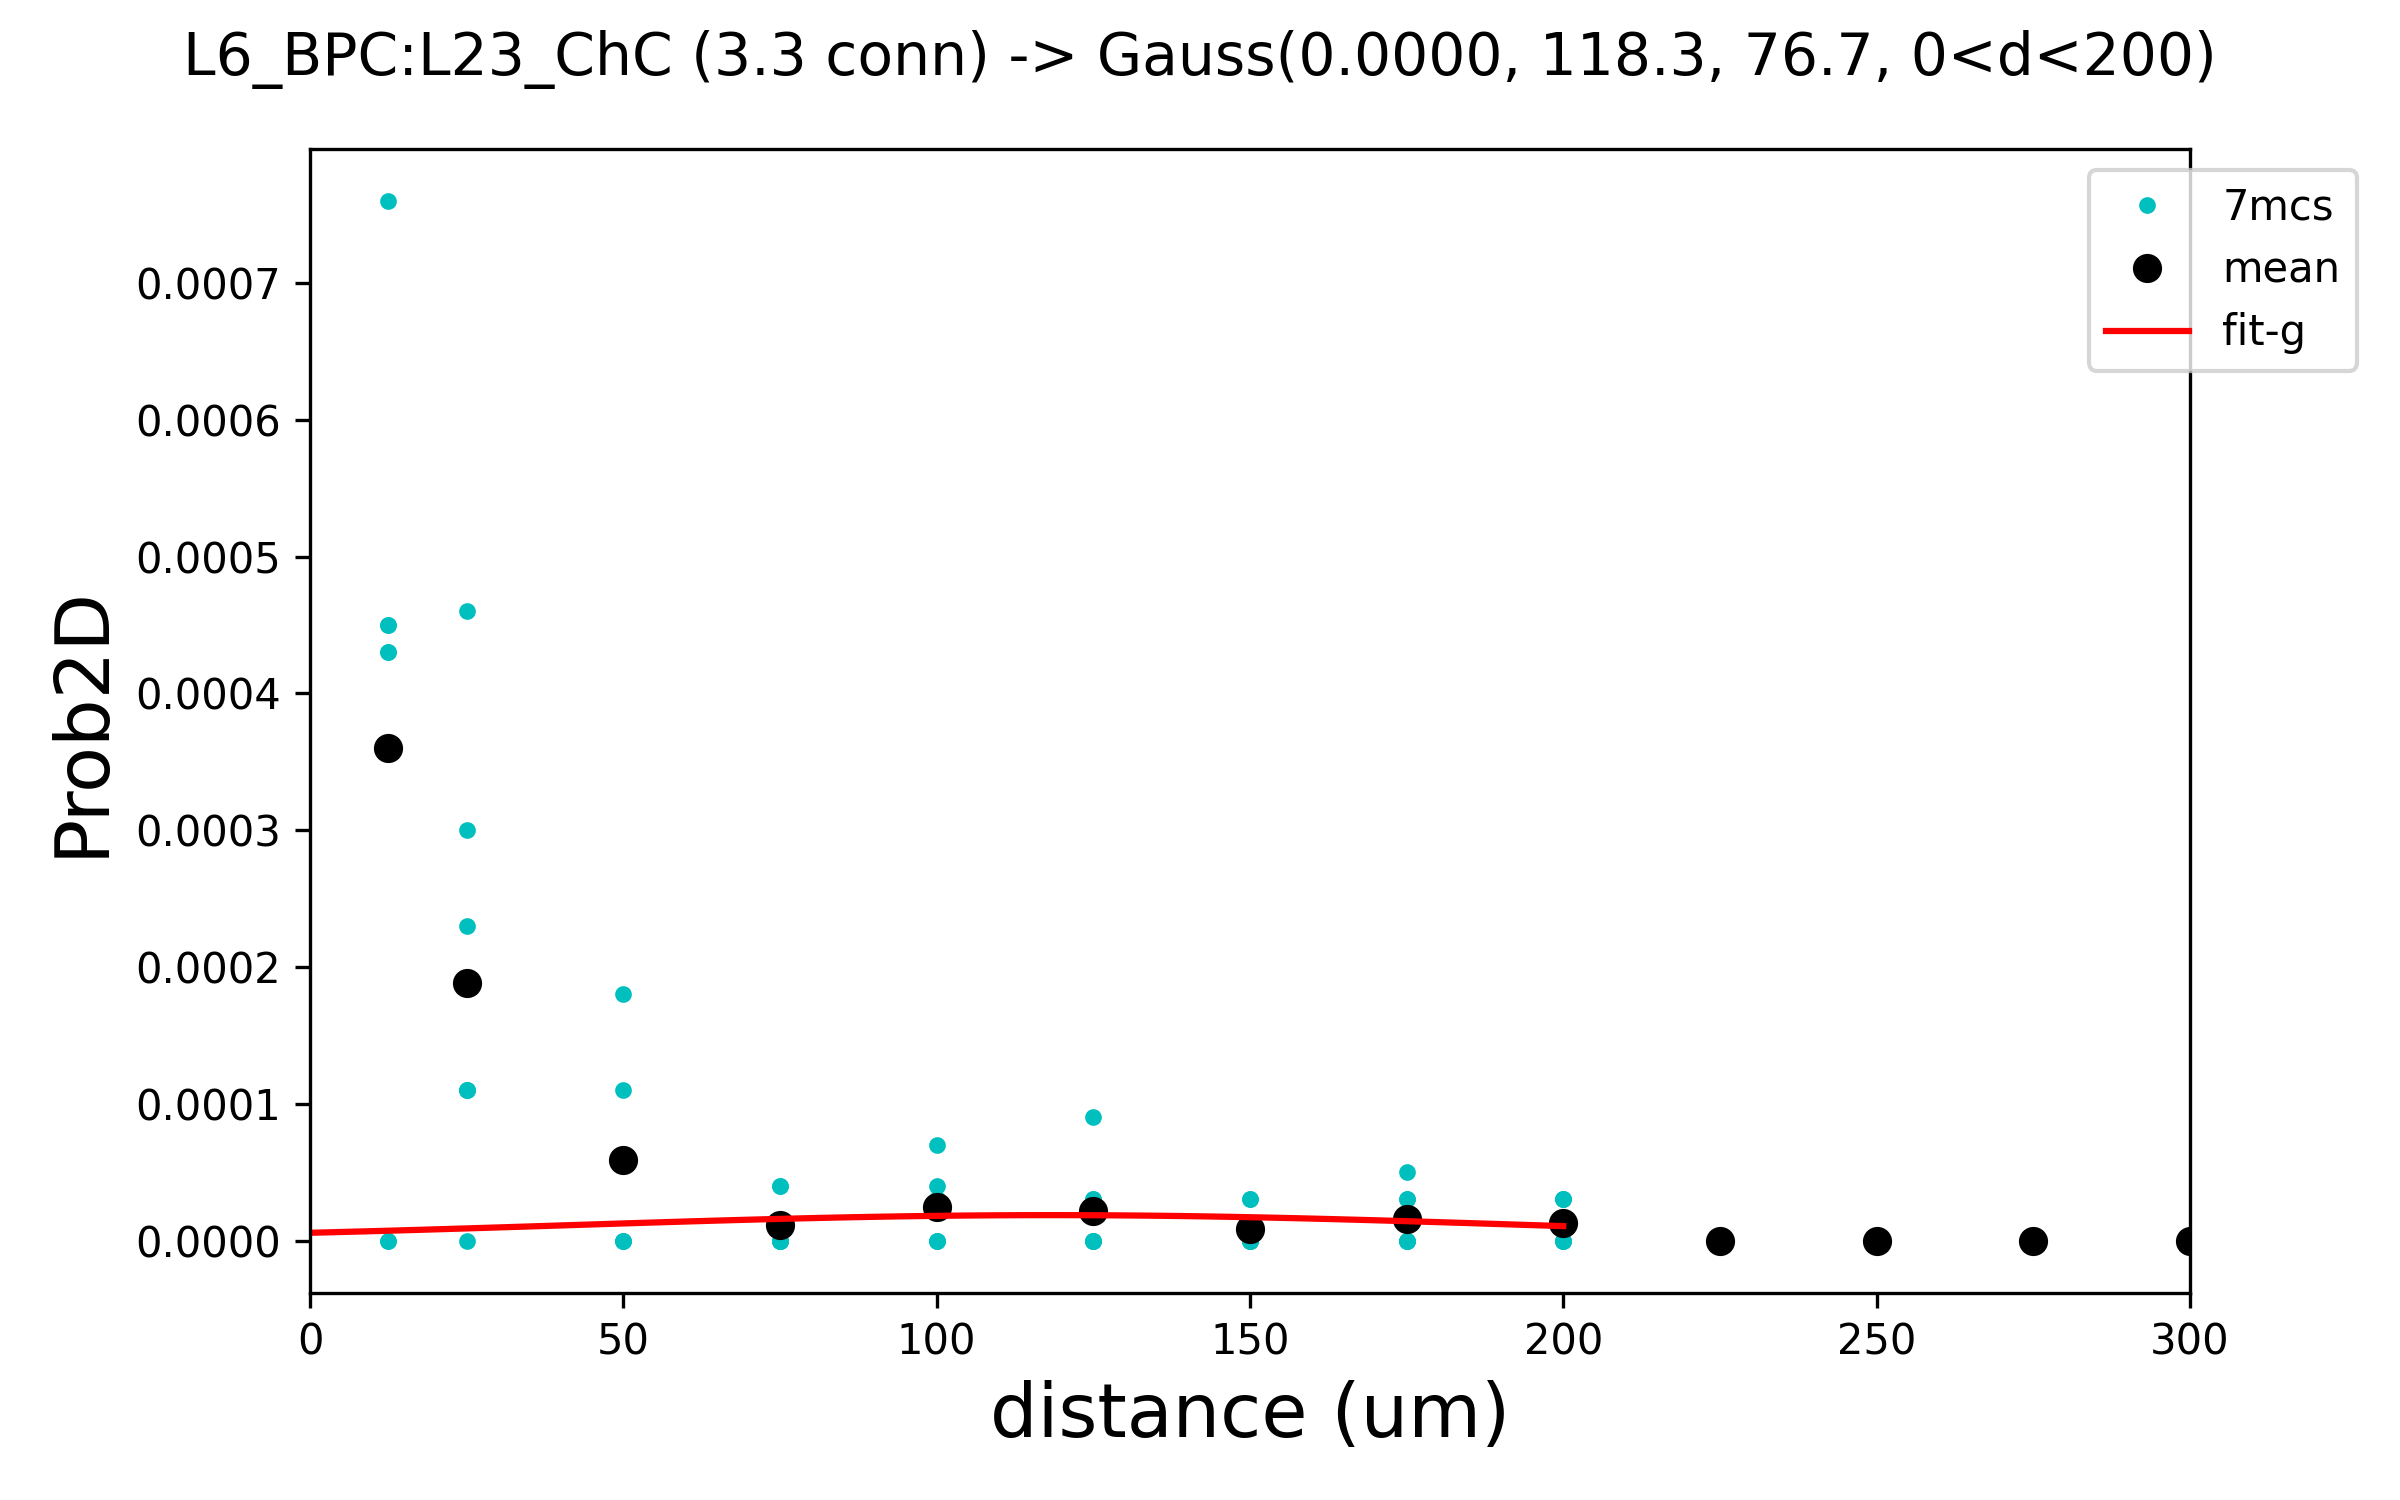 L6_BPC:L23_ChC (3.3 conn) -> Gauss(0.0000, 118.3, 76.7, 0<d<200)
7mcs
mean
fit-g
Prob2D
0.0007
0.0006
0.0005
0.0004
0.0003
0.0002
0.0001
0.0000
0 50 100 150 200 250 300
distance (um)